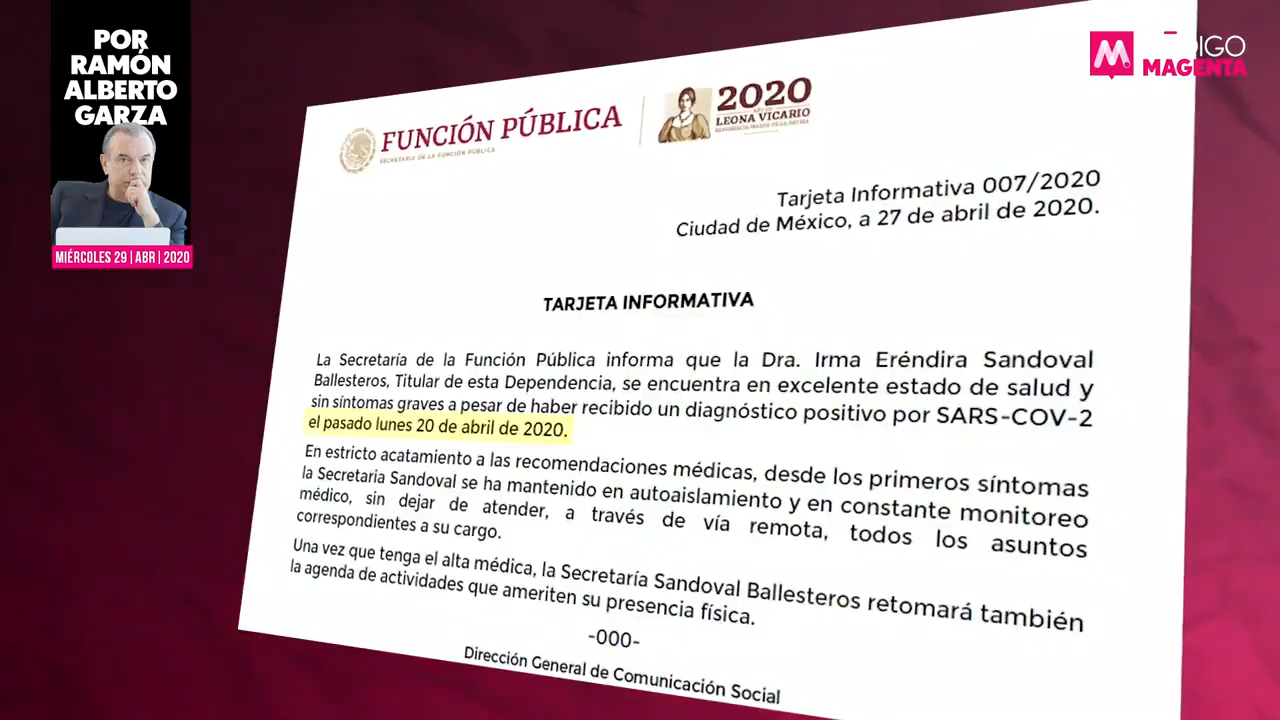 POR
RAMÓN
ALBERTO
GARZA
MIÉRCOLES 29 | ABR | 2020
M
DIGO
MAGENTA
FUNCIÓN PÚBLICA
SECRETARÍA DE LA FUNCIÓN PÚBLICA
2020
LEONA VICARIO
Tarjeta Informativa 007/2020
Ciudad de México, a 27 de abril de 2020.
TARJETA INFORMATIVA
La Secretaría de la Función Pública informa que la Dra. Irma Eréndira Sandoval
Ballesteros, Titular de esta Dependencia, se encuentra en excelente estado de salud y
sin síntomas graves a pesar de haber recibido un diagnóstico positivo por SARS-COV-2
el pasado lunes 20 de abril de 2020.
En estricto acatamiento a las recomendaciones médicas, desde los primeros síntomas
la Secretaria Sandoval se ha mantenido en autoaislamiento y en constante monitoreo
médico, sin dejar de atender, a través de vía remota, todos los asuntos
correspondientes a su cargo.
Una vez que tenga el alta médica, la Secretaría Sandoval Ballesteros retomará también
la agenda de actividades que ameriten su presencia física.
-000-
Dirección General de Comunicación Social